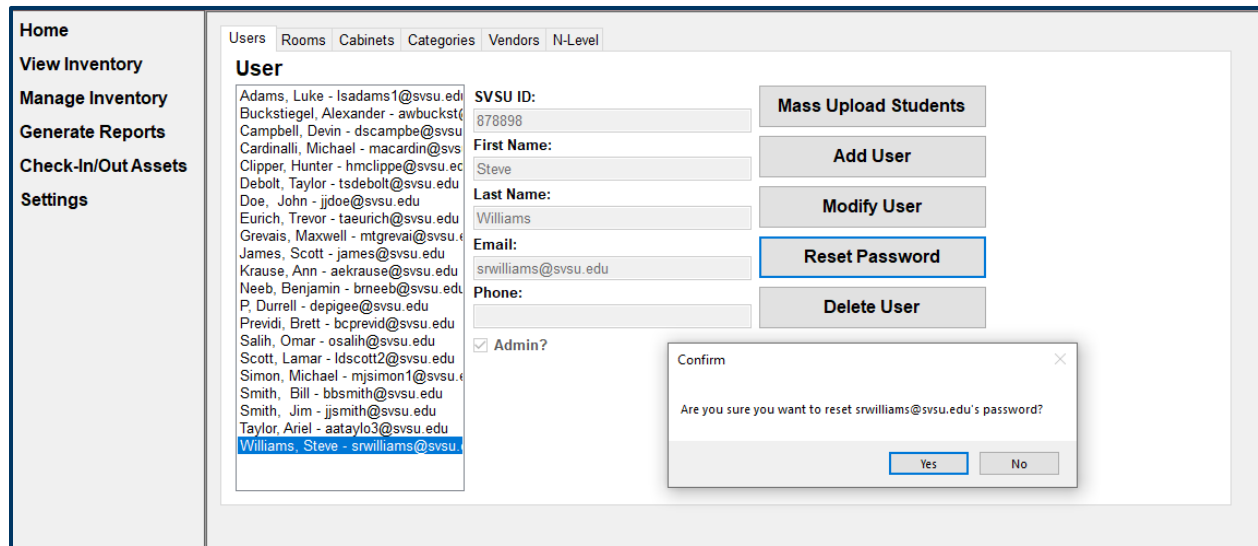 Home
View Inventory
Manage Inventory
Generate Reports
Check-In/Out Assets
Settings
Users Rooms Cabinets Categories Vendors N-Level
User
Adams, Luke - lsadams1@svsu.edu
Buckstiegel, Alexander - awbuckst@
Campbell, Devin - dscampbe@svsu
Cardinalli, Michael - macardin@svs
Clipper, Hunter - hmclippe@svsu.ec
Debolt, Taylor - tsdebolt@svsu.edu
Doe, John - jjdoe@svsu.edu
Eurich, Trevor - taeurich@svsu.edu
Grevais, Maxwell - mtgrevai@svsu.e
James, Scott - james@svsu.edu
Krause, Ann - aekrause@svsu.edu
Neeb, Benjamin - brneeb@svsu.edu
P, Durrell - depigee@svsu.edu
Previdi, Brett - bcprevid@svsu.edu
Salih, Omar - osalih@svsu.edu
Scott, Lamar - ldscott2@svsu.edu
Simon, Michael - mjsimon1@svsu.e
Smith, Bill - bbsmith@svsu.edu
Smith, Jim - jjsmith@svsu.edu
Taylor, Ariel - aataylo3@svsu.edu
Williams, Steve - srwilliams@svsu.e
SVSU ID:
878898
First Name:
Steve
Last Name:
Williams
Email:
srwilliams@svsu.edu
Phone:
Admin?
Mass Upload Students
Add User
Modify User
Reset Password
Delete User
Confirm
Are you sure you want to reset srwilliams@svsu.edu's password?
Yes No